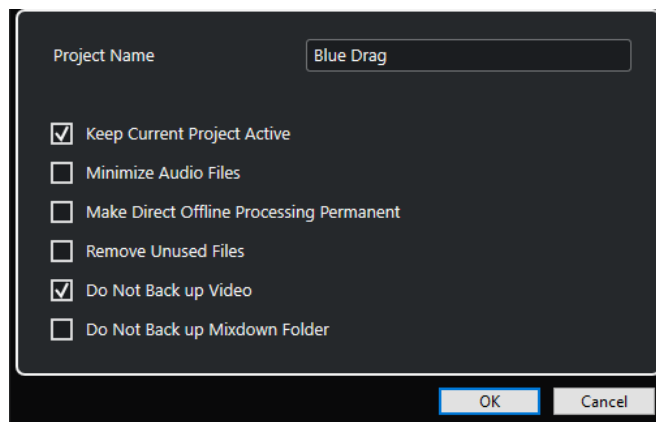 Project Name
Blue Drag
Keep Current Project Active
Minimize Audio Files
Make Direct Offline Processing Permanent
Remove Unused Files
Do Not Back up Video
Do Not Back up Mixdown Folder
OK
Cancel